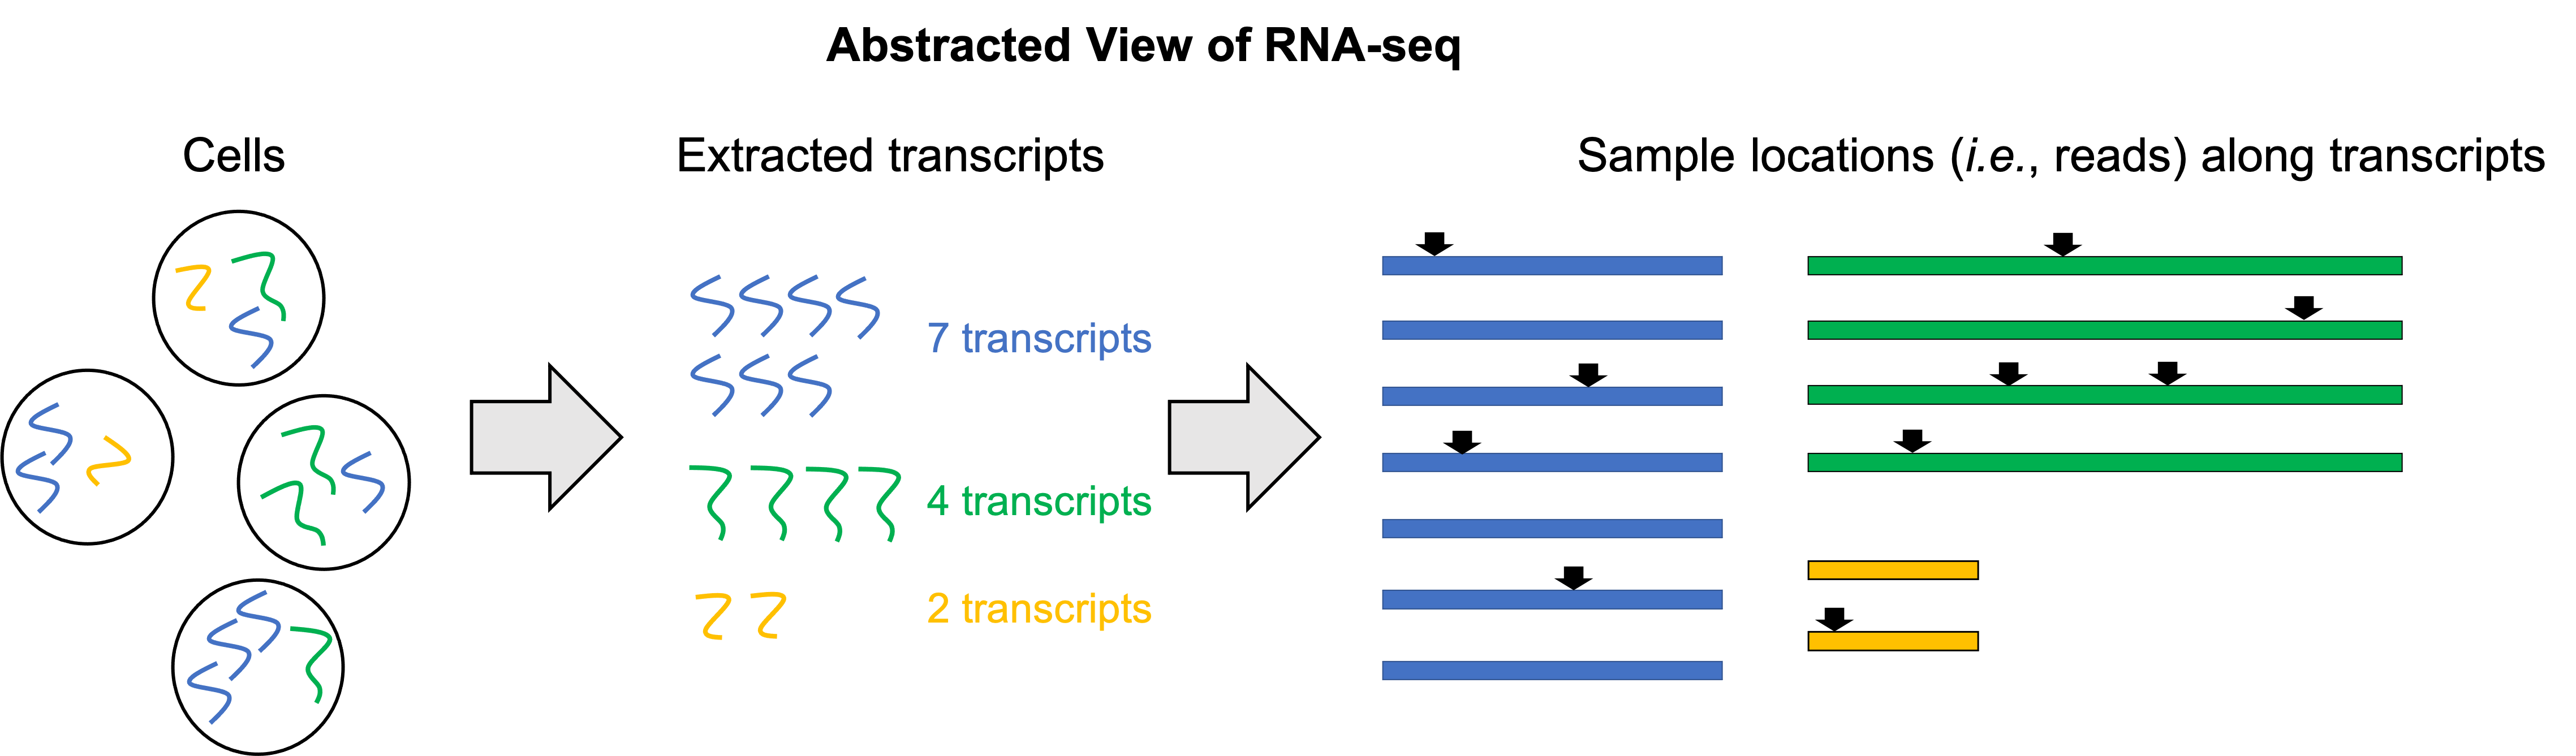 Abstracted View of RNA-seq
Cells
Extracted transcripts
Sample locations (i.e., reads) along transcripts
7 transcripts
4 transcripts
2 transcripts